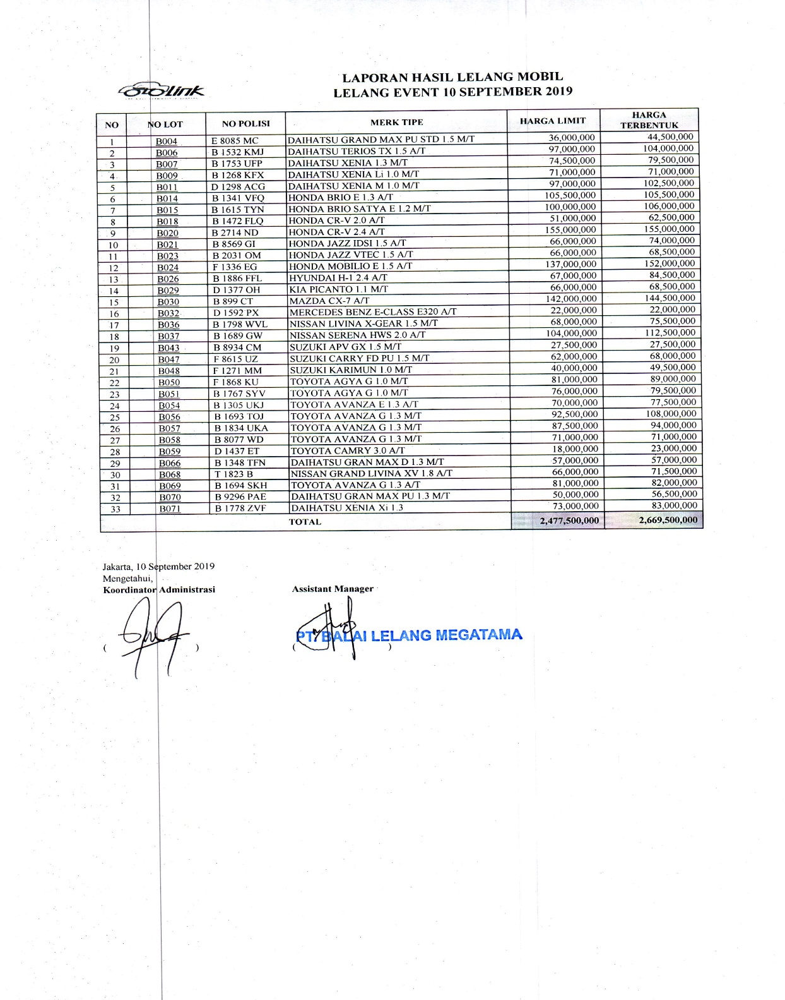 LAPORAN HASIL LELANG MOBIL
LELANG EVENT 10 SEPTEMBER 2019
link
NO NO LOT NO POLISI MERK TIPE HARGA LIMIT HARGA TERBENTUK
1 B004 E 8085 MC DAIHATSU GRAND MAX PU STD 1.5 M/T 36,000,000 44,500,000
2 B006 B 1532 KMJ DAIHATSU TERIOS TX 1.5 A/T 97,000,000 104,000,000
3 B007 B 1753 UFP DAIHATSU XENIA 1.3 M/T 74,500,000 79,500,000
4 B009 B 1268 KFX DAIHATSU XENIA Li 1.0 M/T 71,000,000 71,000,000
5 B011 D 1298 ACG DAIHATSU XENIA M 1.0 M/T 97,000,000 102,500,000
6 B014 B 1341 VFQ HONDA BRIO E 1.3 A/T 105,500,000 105,500,000
7 B015 B 1615 TYN HONDA BRIO SATYA E 1.2 M/T 100,000,000 106,000,000
8 B018 B 1472 FLQ HONDA CR-V 2.0 A/T 51,000,000 62,500,000
9 B020 B 2714 ND HONDA CR-V 2.4 A/T 155,000,000 155,000,000
10 B021 B 8569 GI HONDA JAZZ IDSI 1.5 A/T 66,000,000 74,000,000
11 B023 B 2031 OM HONDA JAZZ VTEC 1.5 A/T 66,000,000 68,500,000
12 B024 F 1336 EG HONDA MOBILIO E 1.5 A/T 137,000,000 152,000,000
13 B026 B 1886 FFL HYUNDAI H-1 2.4 A/T 67,000,000 84,500,000
14 B029 D 1377 OH KIA PICANTO 1.1 M/T 66,000,000 68,500,000
15 B030 B 899 CT MAZDA CX-7 A/T 142,000,000 144,500,000
16 B032 D 1592 PX MERCEDES BENZ E-CLASS E320 A/T 22,000,000 22,000,000
17 B036 B 1798 WVL NISSAN LIVINA X-GEAR 1.5 M/T 68,000,000 75,500,000
18 B037 B 1689 GW NISSAN SERENA HWS 2.0 A/T 104,000,000 112,500,000
19 B043 B 8934 CM SUZUKI APV GX 1.5 M/T 27,500,000 27,500,000
20 B047 F 8615 UZ SUZUKI CARRY FD PU 1.5 M/T 62,000,000 68,000,000
21 B048 F 1271 MM SUZUKI KARIMUN 1.0 M/T 40,000,000 49,500,000
22 B050 F 1868 KU TOYOTA AGYA G 1.0 M/T 81,000,000 89,000,000
23 B051 B 1767 SYV TOYOTA AGYA G 1.0 M/T 76,000,000 79,500,000
24 B054 B 1305 UKJ TOYOTA AVANZA E 1.3 A/T 70,000,000 77,500,000
25 B056 B 1693 TOJ TOYOTA AVANZA G 1.3 M/T 92,500,000 108,000,000
26 B057 B 1834 UKA TOYOTA AVANZA G 1.3 M/T 87,500,000 94,000,000
27 B058 B 8077 WD TOYOTA AVANZA G 1.3 M/T 71,000,000 71,000,000
28 B059 D 1437 ET TOYOTA CAMRY 3.0 A/T 18,000,000 23,000,000
29 B066 B 1348 TFN DAIHATSU GRAN MAX D 1.3 M/T 57,000,000 57,000,000
30 B068 T 1823 B NISSAN GRAND LIVINA XV 1.8 A/T 66,000,000 71,500,000
31 B069 B 1694 SKH TOYOTA AVANZA G 1.3 A/T 81,000,000 82,000,000
32 B070 B 9296 PAE DAIHATSU GRAN MAX PU 1.3 M/T 50,000,000 56,500,000
33 B071 B 1778 ZVF DAIHATSU XENIA Xi 1.3 73,000,000 83,000,000
TOTAL 2,477,500,000 2,669,500,000
Jakarta, 10 September 2019
Mengetahui,
Koordinator Administrasi Assistant Manager
PT. BALAI LELANG MEGATAMA
( ) ( )